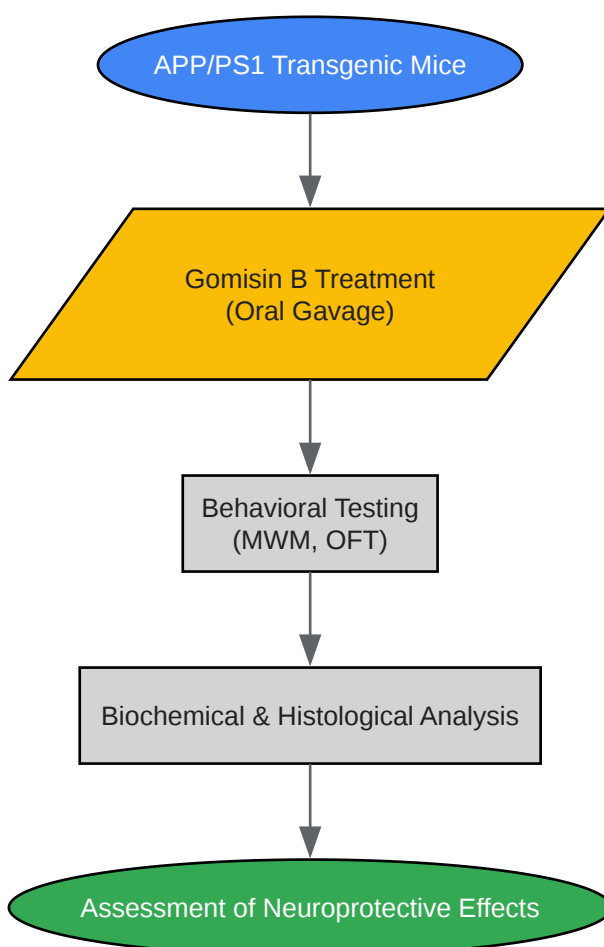 APP/PS1 Transgenic Mice
Gomisin B Treatment
(Oral Gavage)
Behavioral Testing
(MWM, OFT)
Biochemical & Histological Analysis
Assessment of Neuroprotective Effects